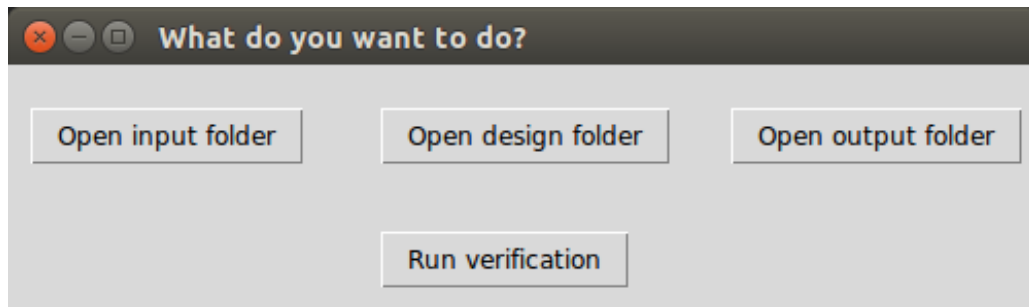 What do you want to do?
Open input folder Open design folder Open output folder
Run verification